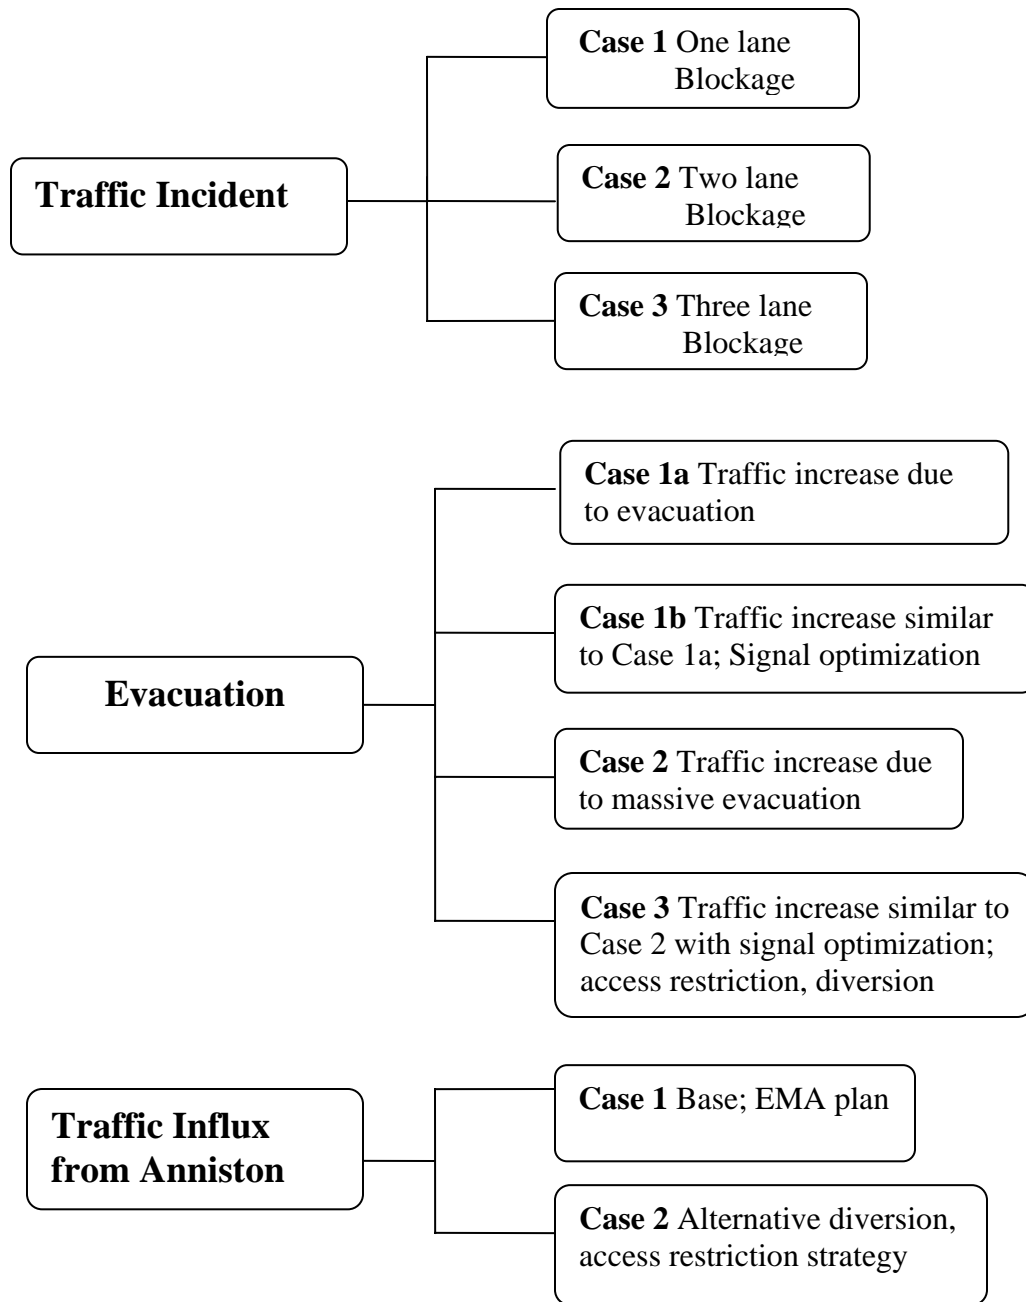 Case 1 One lane
Blockage
Traffic Incident
Case 2 Two lane
Blockage
Case 3 Three lane
Blockage
Case 1a Traffic increase due
to evacuation
Case 1b Traffic increase similar
to Case 1a; Signal optimization
Evacuation
Case 2 Traffic increase due
to massive evacuation
Case 3 Traffic increase similar to
Case 2 with signal optimization;
access restriction, diversion
Traffic Influx
from Anniston
Case 1 Base; EMA plan
Case 2 Alternative diversion,
access restriction strategy